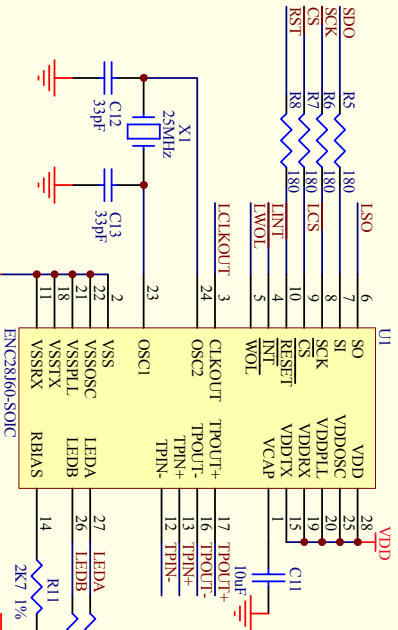 SDO
SCK
CS
RST
R5 180
R6 180
R7 180
R8 180
LSO
LCS
LINT
LWOL
LCLKOUT
X1
25MHz
C12
33pF
C13
33pF
U1
6 SO
7 SI
8 SCK
9 CS
10 RESET
4 INT
5 WOL
3 CLKOUT
24 OSC2
23 OSC1
2 VSS
22 VSSOSC
21 VSSPLL
18 VSSTX
11 VSSRX
ENC28J60-SOIC
VDD 28
VDDOSC 25
VDDPLL 20
VDDRX 19
VDDTX 15
VCAP 1
TPOUT+ 17 TPOUT+
TPOUT- 16 TPOUT-
TPIN+ 13 TPIN+
TPIN- 12 TPIN-
LEDA 27 LEDA
LEDB 26 LEDB
RBIAS 14
VDD
C11
10uF
R11
2K7 1%